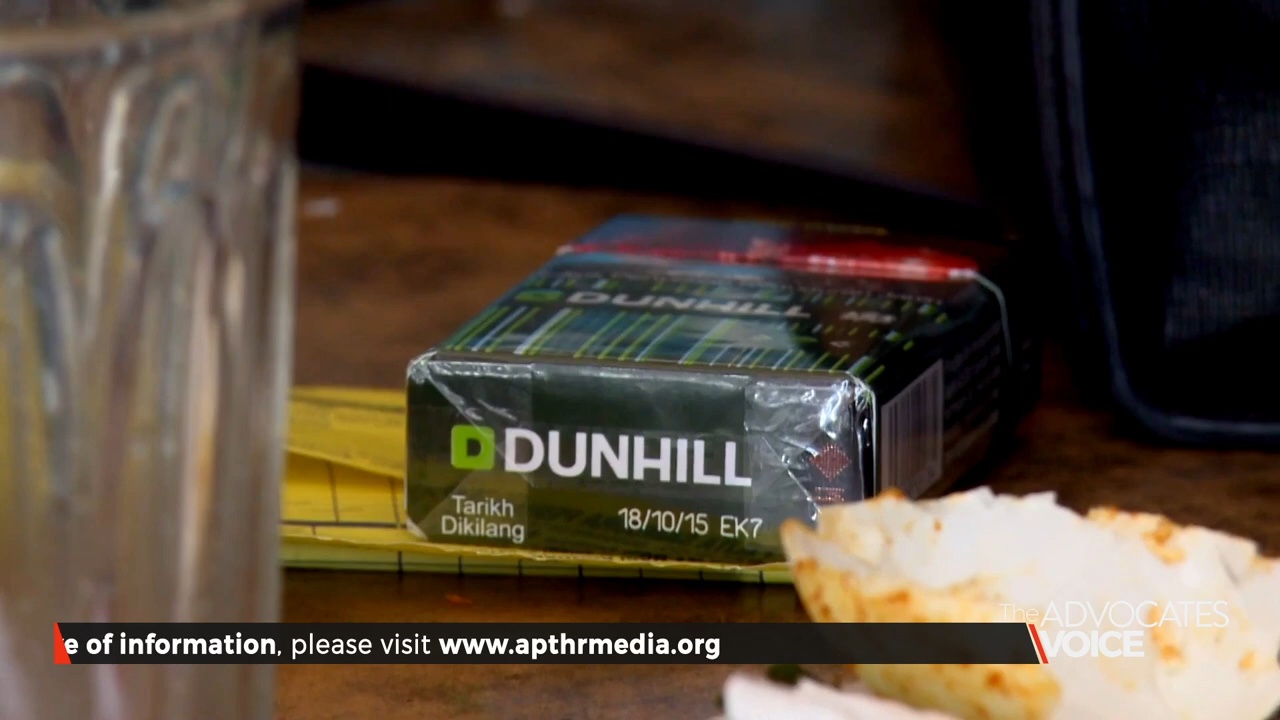 DUNHILL
D DUNHILL
Tarikh
Dikilang
18/10/15 EK7
The ADVOCATES
VOICE
e of information, please visit www.apthrmedia.org